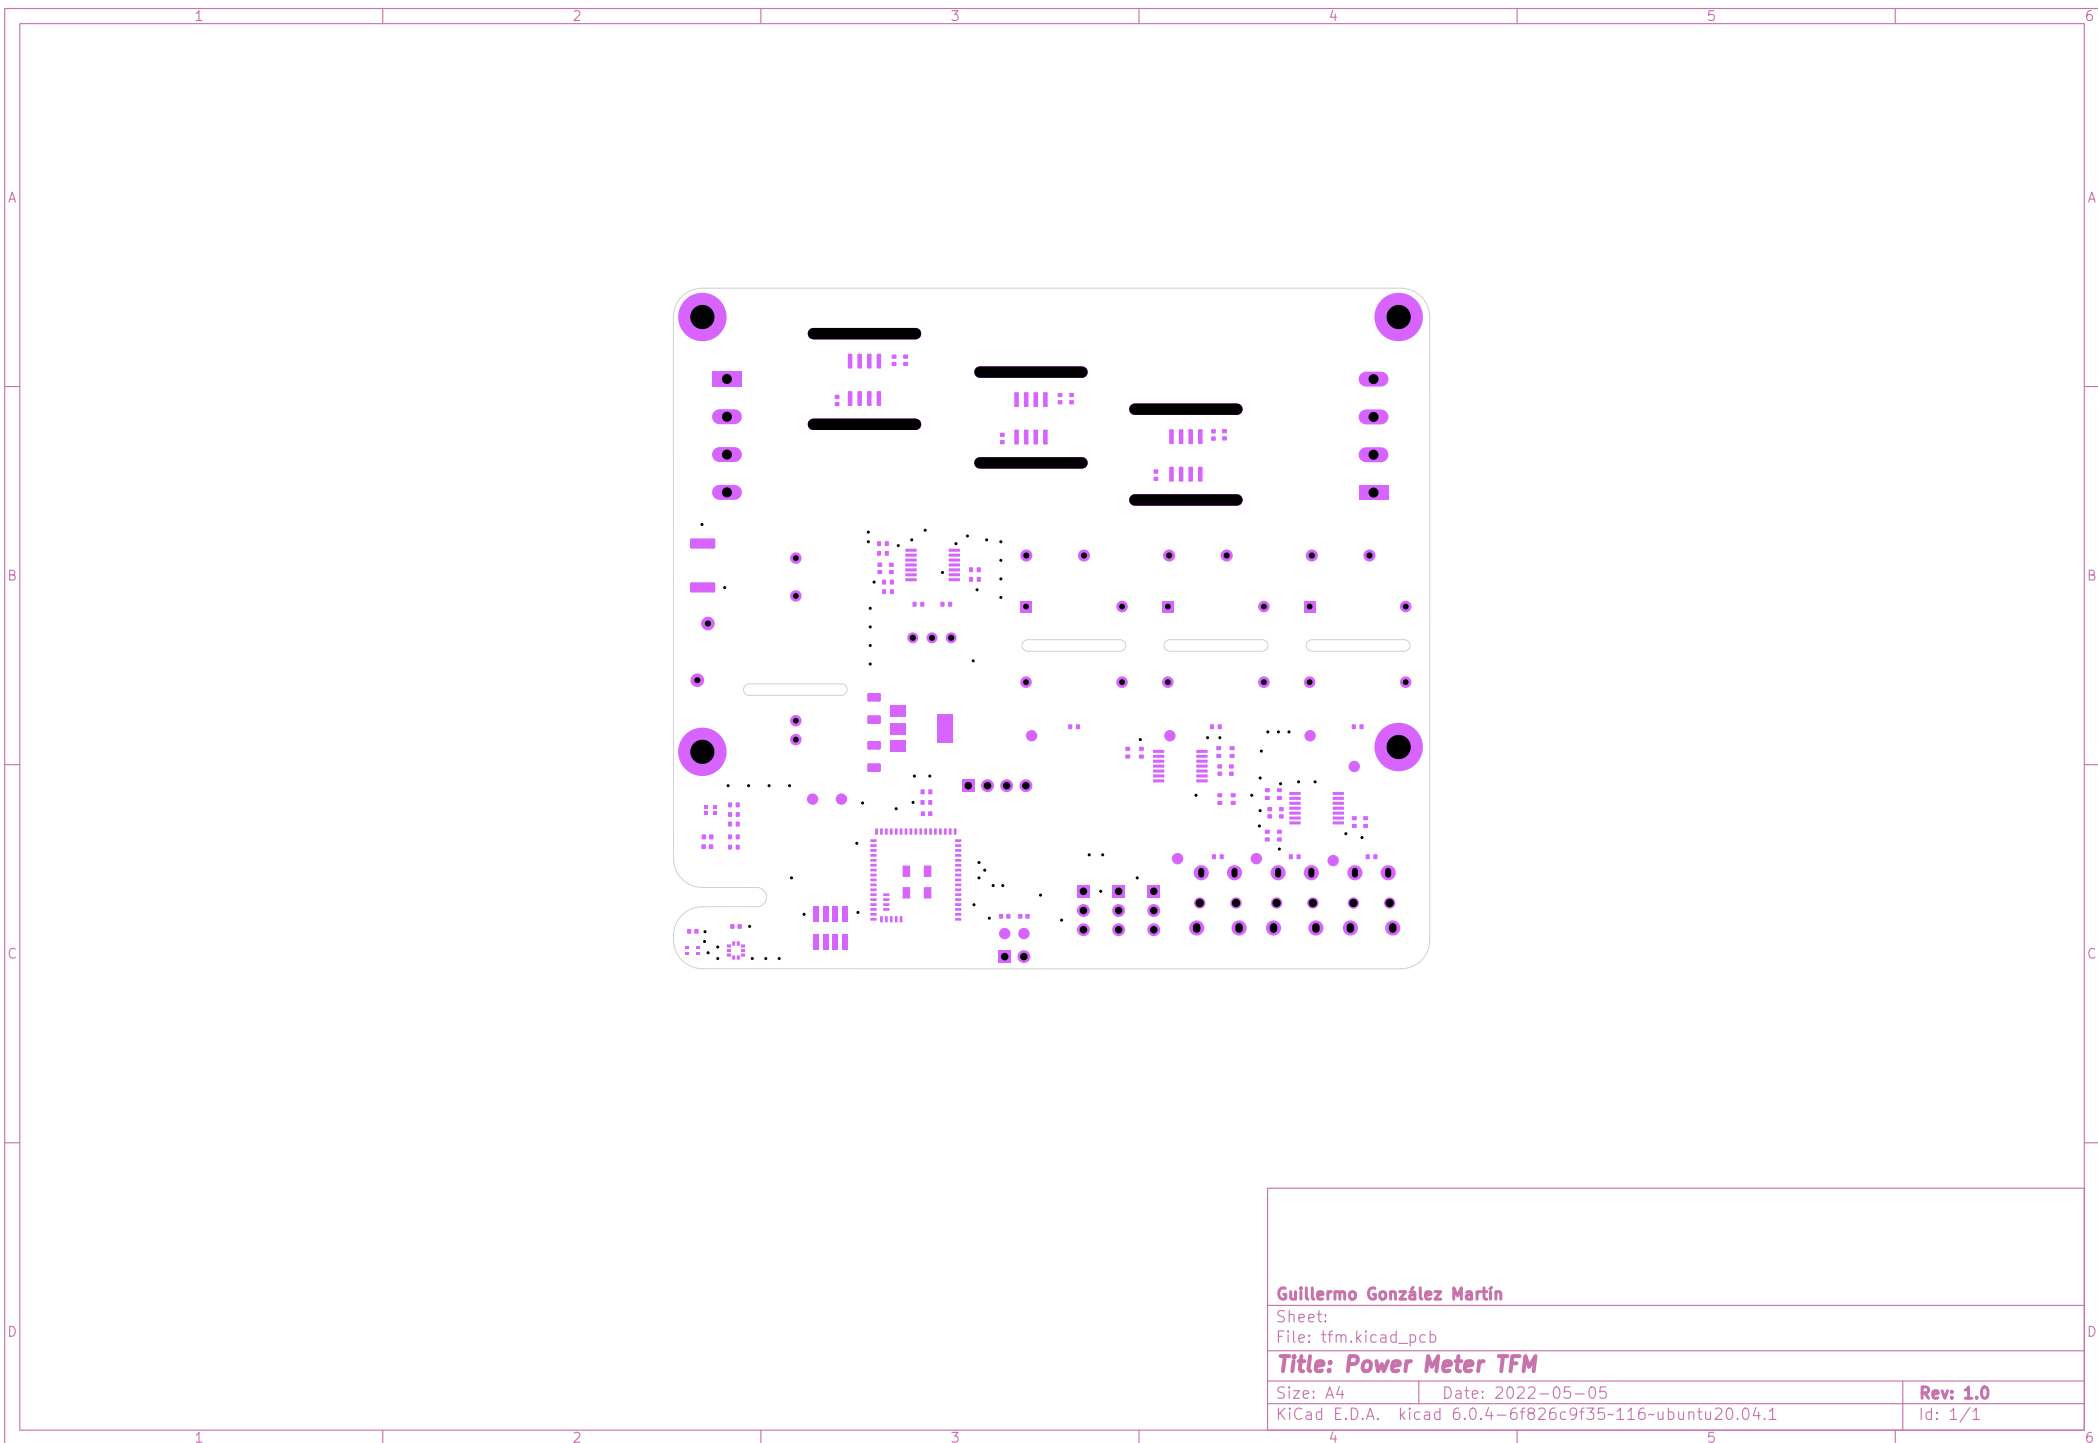 1 2 3 4 5 6
A A
B B
C C
Guillermo González Martín
Sheet:
File: tfm.kicad_pcb
D D
Title: Power Meter TFM
Size: A4 Date: 2022-05-05 Rev: 1.0
KiCad E.D.A. kicad 6.0.4-6f826c9f35~116~ubuntu20.04.1 Id: 1/1
1 2 3 4 5 6